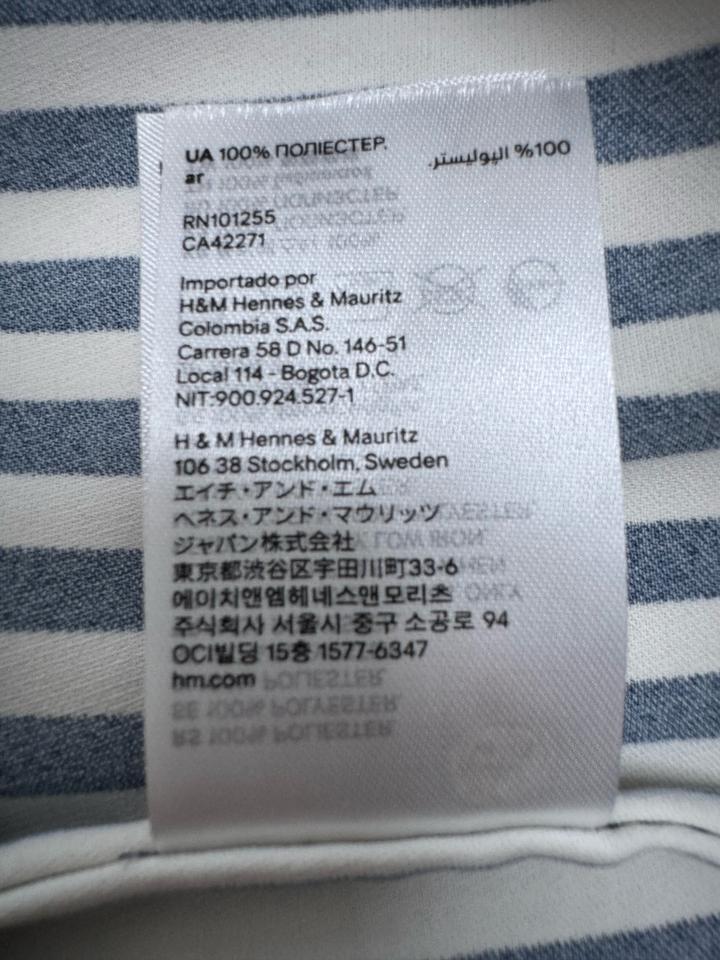 UA 100% ПОЛІЕСТЕР.
ar .100% البوليستر
RN101255
CA42271
Importado por
H&M Hennes & Mauritz
Colombia S.A.S.
Carrera 58 D No. 146-51
Local 114 - Bogota D.C.
NIT:900.924.527-1
H & M Hennes & Mauritz
106 38 Stockholm, Sweden
エイチ・アンド・エム
ヘネス・アンド・マウリッツ
ジャパン株式会社
東京都渋谷区宇田川町33-6
에이치앤엠헤네스앤모리츠
주식회사 서울시 중구 소공로 94
OCI빌딩 15층 1577-6347
hm.com